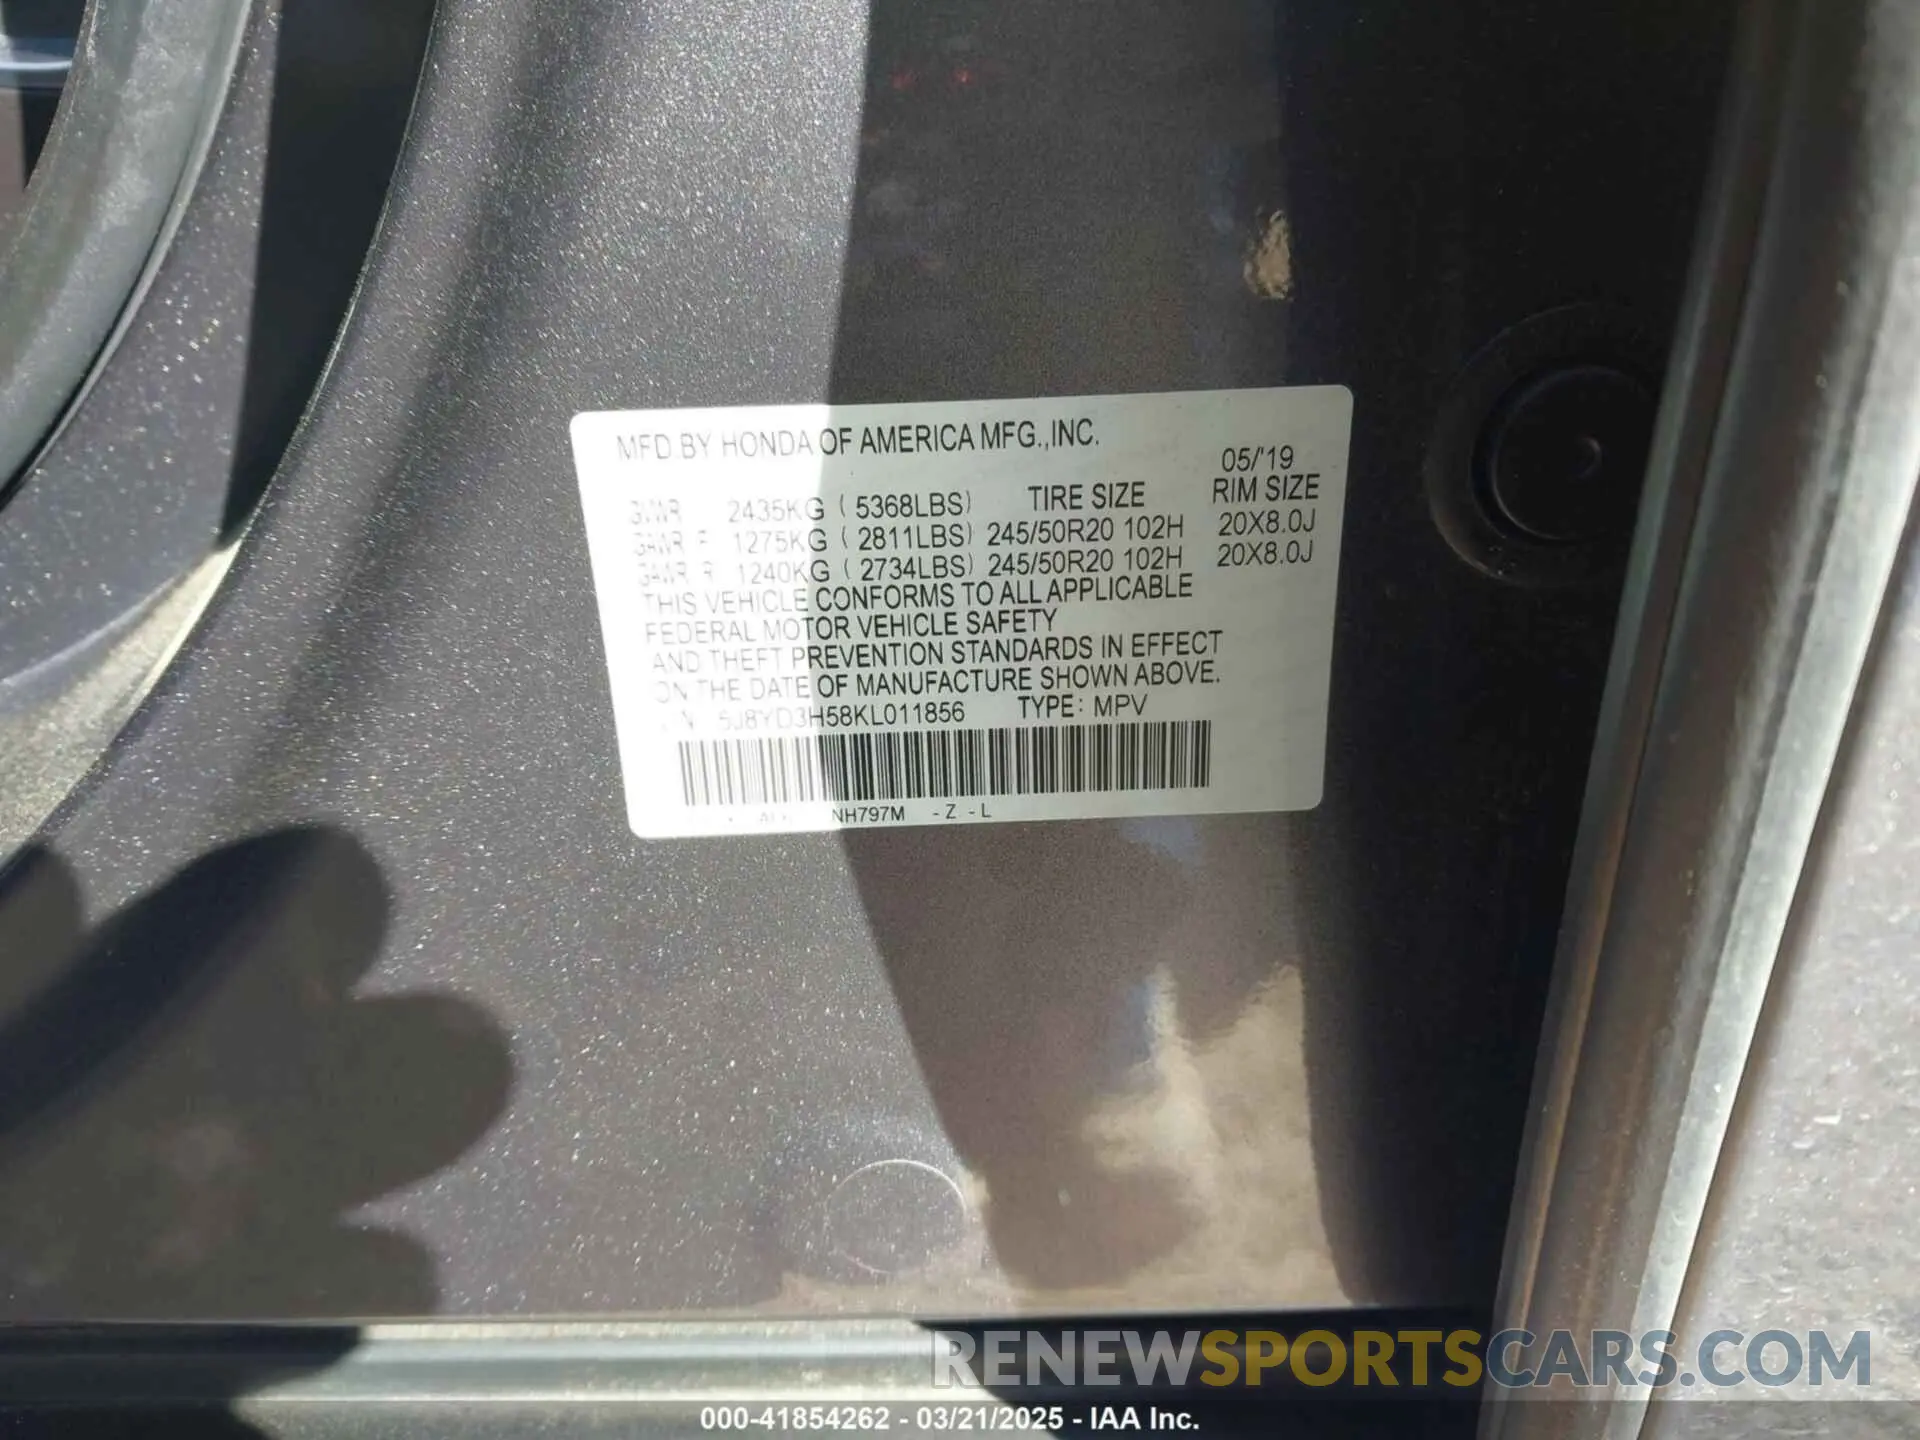 MFD.BY HONDA OF AMERICA MFG.,INC.
05/'19
GVWR 2435KG ( 5368LBS) TIRE SIZE RIM SIZE
GAWR F 1275KG ( 2811LBS) 245/50R20 102H 20X8.0J
GAWR R 1240KG ( 2734LBS) 245/50R20 102H 20X8.0J
THIS VEHICLE CONFORMS TO ALL APPLICABLE
FEDERAL MOTOR VEHICLE SAFETY
AND THEFT PREVENTION STANDARDS IN EFFECT
ON THE DATE OF MANUFACTURE SHOWN ABOVE.
5J8YD3H58KL011856 TYPE: MPV
NH797M - Z - L
RENEWSPORTSCARS.COM
000-41854262 - 03/21/2025 - IAA Inc.